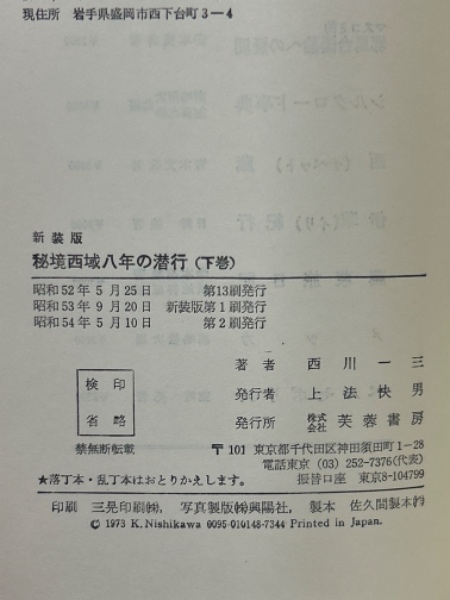 現住所 岩手県盛岡市西下台町3－4
新装版
秘境西域八年の潜行（下巻）
昭和52年5月25日 第13刷発行
昭和53年9月20日 新装版第1刷発行
昭和54年5月10日 第2刷発行
著者 西川一三
発行者 上法快男
発行所 株式会社 芙蓉書房
検印省略
禁無断転載
〒101 東京都千代田区神田須田町1－28
電話東京（03）252-7376(代表)
振替口座 東京8-104799
★落丁本・乱丁本はおとりかえします。
印刷 三晃印刷㈱, 写真製版㈱興陽社, 製本 佐久間製本㈲
© 1973 K. Nishikawa 0095-010148-7344 Printed in Japan.